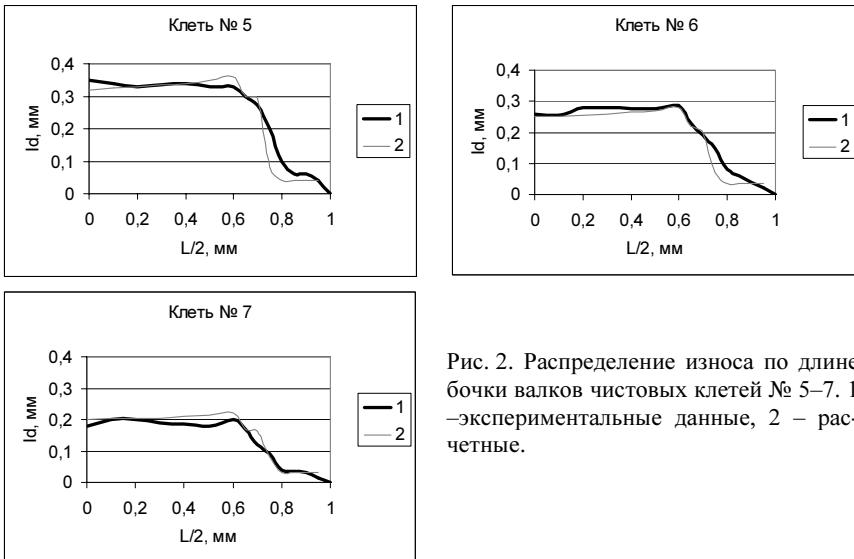 Клеть № 5
0,4
0,3
0,2
0,1
0
Id, мм
0 0,2 0,4 0,6 0,8 1
L/2, мм
1
2
Клеть № 6
0,4
0,3
0,2
0,1
0
Id, мм
0 0,2 0,4 0,6 0,8 1
L/2, мм
1
2
Клеть № 7
0,4
0,3
0,2
0,1
0
Id, мм
0 0,2 0,4 0,6 0,8 1
L/2, мм
1
2
Рис. 2. Распределение износа по длине
бочки валков чистовых клетей № 5–7. 1
–экспериментальные данные, 2 – рас-
четные.